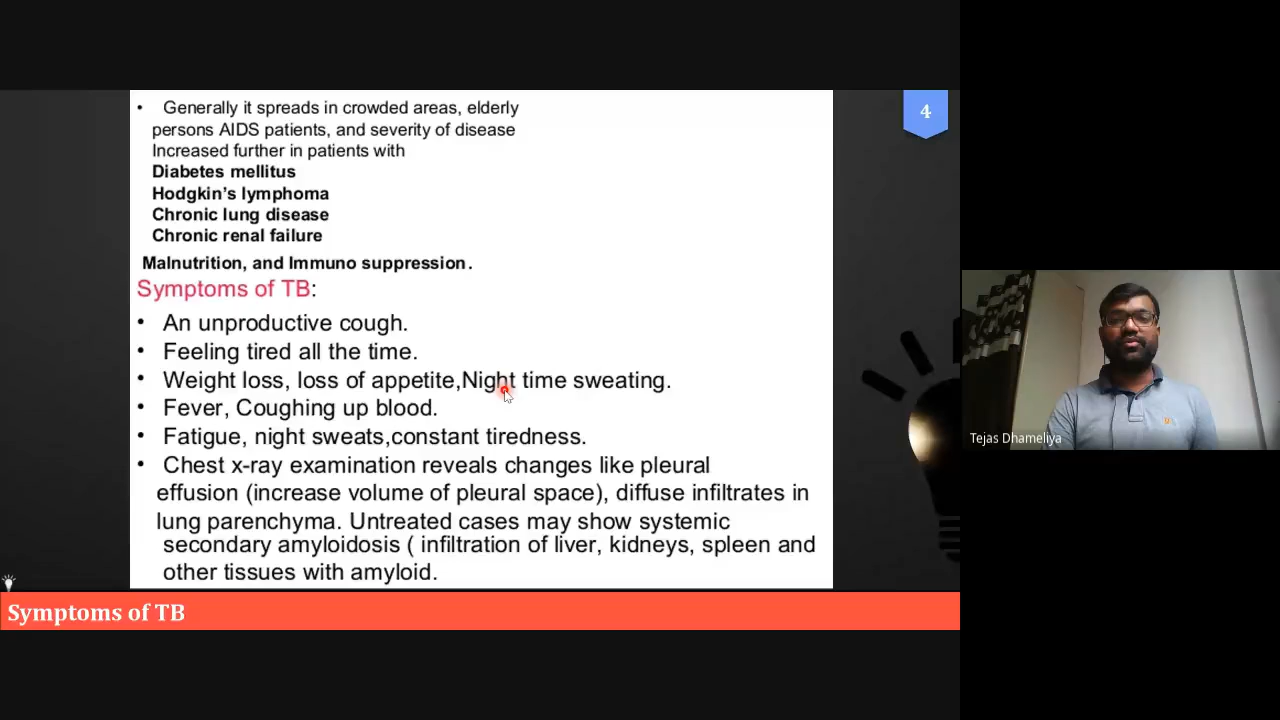 • Generally it spreads in crowded areas, elderly
persons AIDS patients, and severity of disease
Increased further in patients with
Diabetes mellitus
Hodgkin's lymphoma
Chronic lung disease
Chronic renal failure
Malnutrition, and Immuno suppression.
Symptoms of TB:
• An unproductive cough.
• Feeling tired all the time.
• Weight loss, loss of appetite,Night time sweating.
• Fever, Coughing up blood.
• Fatigue, night sweats,constant tiredness.
• Chest x-ray examination reveals changes like pleural
effusion (increase volume of pleural space), diffuse infiltrates in
lung parenchyma. Untreated cases may show systemic
secondary amyloidosis ( infiltration of liver, kidneys, spleen and
other tissues with amyloid.
4
Symptoms of TB
Tejas Dhameliya